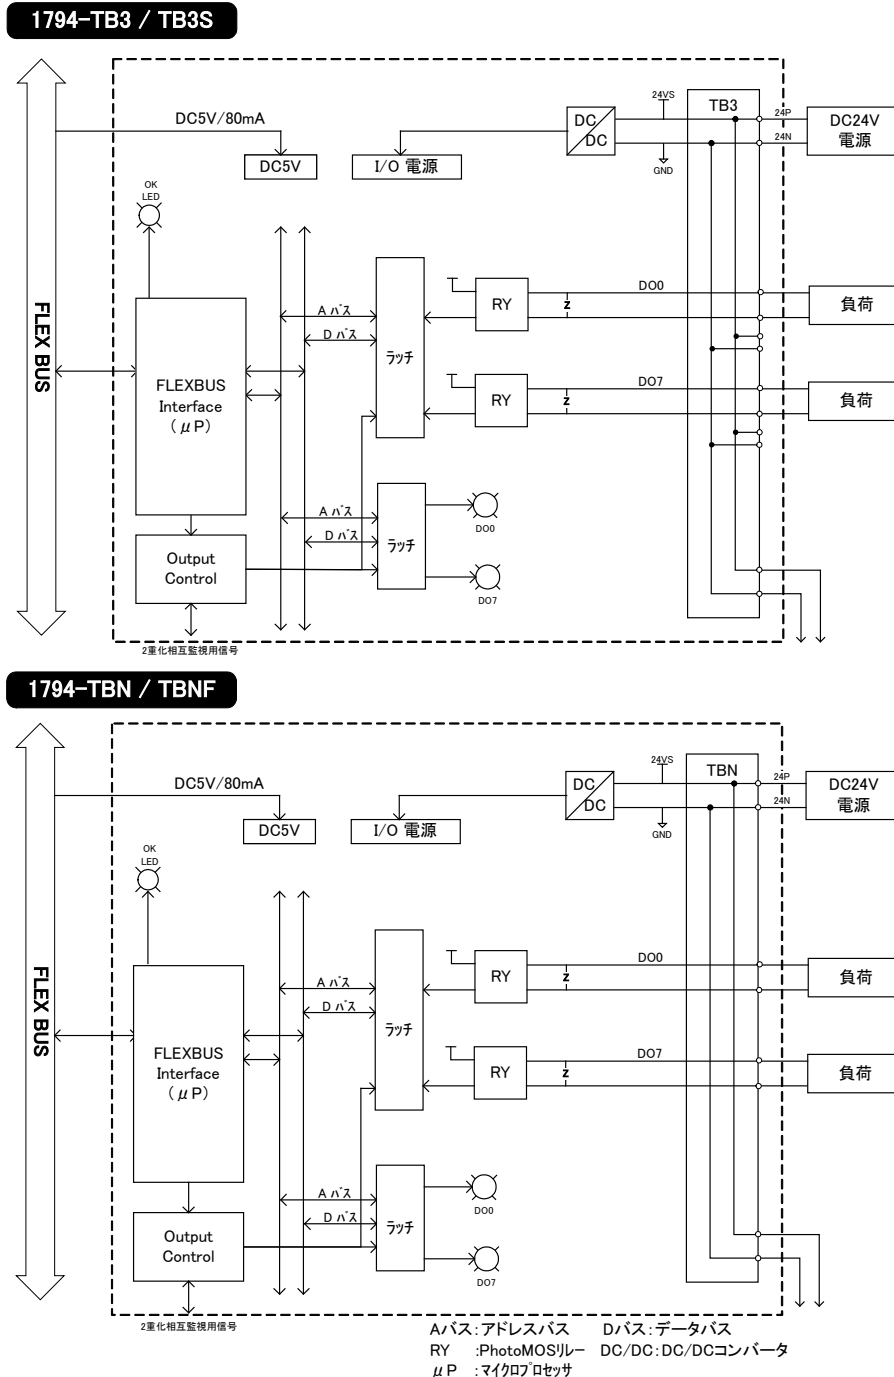 1794-TB3 / TB3S
DC5V/80mA
DC5V
I/O 電源
DC/DC
24VS
GND
TB3
24P
24N
DC24V
電源
OK
LED
FLEX BUS
FLEXBUS
Interface
(μP)
Output
Control
2重化相互監視用信号
A バス
D バス
ラッチ
RY
Z
DO0
負荷
RY
Z
DO7
負荷
A バス
D バス
ラッチ
DO0
DO7
1794-TBN / TBNF
DC5V/80mA
DC5V
I/O 電源
DC/DC
24VS
GND
TBN
24P
24N
DC24V
電源
OK
LED
FLEX BUS
FLEXBUS
Interface
(μP)
Output
Control
2重化相互監視用信号
A バス
D バス
ラッチ
RY
Z
DO0
負荷
RY
Z
DO7
負荷
A バス
D バス
ラッチ
DO0
DO7
Aバス:アドレスバス Dバス:データバス
RY :PhotoMOSリレー DC/DC:DC/DCコンバータ
μP :マイクロプロセッサ